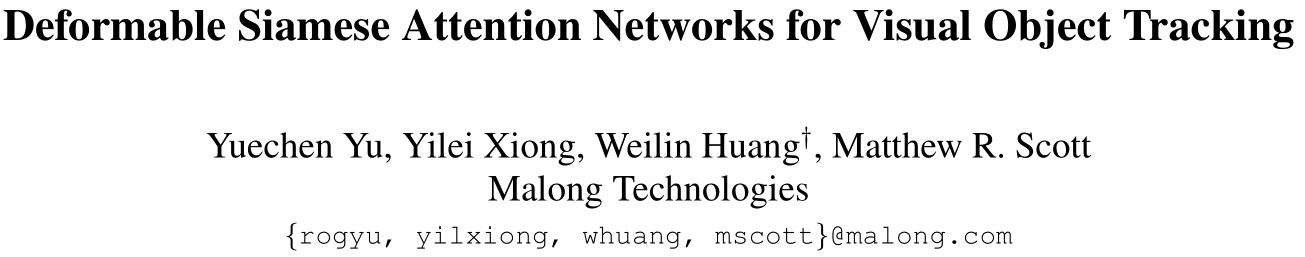 Deformable Siamese Attention Networks for Visual Object Tracking
Yuechen Yu, Yilei Xiong, Weilin Huang†, Matthew R. Scott
Malong Technologies
{rogyu, yilxiong, whuang, mscott}@malong.com